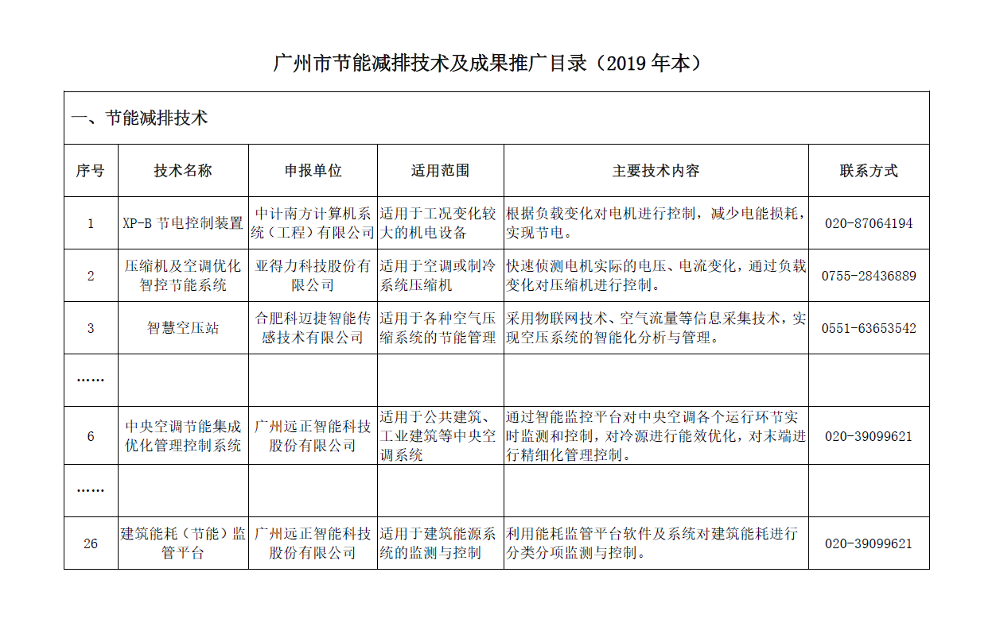 广州市节能减排技术及成果推广目录（2019 年本）
一、节能减排技术
序号 技术名称 申报单位 适用范围 主要技术内容 联系方式
1
XP-B 节电控制装置
中计南方计算机系
统（工程）有限公司
适用于工况变化较
大的机电设备
根据负载变化对电机进行控制，减少电能损耗，
实现节电。
020-87064194
2
压缩机及空调优化
智控节能系统
亚得力科技股份有
限公司
适用于空调或制冷
系统压缩机
快速侦测电机实际的电压、电流变化，通过负载
变化对压缩机进行控制。
0755-28436889
3
智慧空压站
合肥科迈捷智能传
感技术有限公司
适用于各种空气压
缩系统的节能管理
采用物联网技术、空气流量等信息采集技术，实
现空压系统的智能化分析与管理。
0551-63653542
……
6
中央空调节能集成
优化管理控制系统
广州远正智能科技
股份有限公司
适用于公共建筑、
工业建筑等中央空
调系统
通过智能监控平台对中央空调各个运行环节实
时监测和控制，对冷源进行能效优化，对末端进
行精细化管理控制。
020-39099621
……
26
建筑能耗（节能）监
管平台
广州远正智能科技
股份有限公司
适用于建筑能源系
统的监测与控制
利用能耗监管平台软件及系统对建筑能耗进行
分类分项监测与控制。
020-39099621